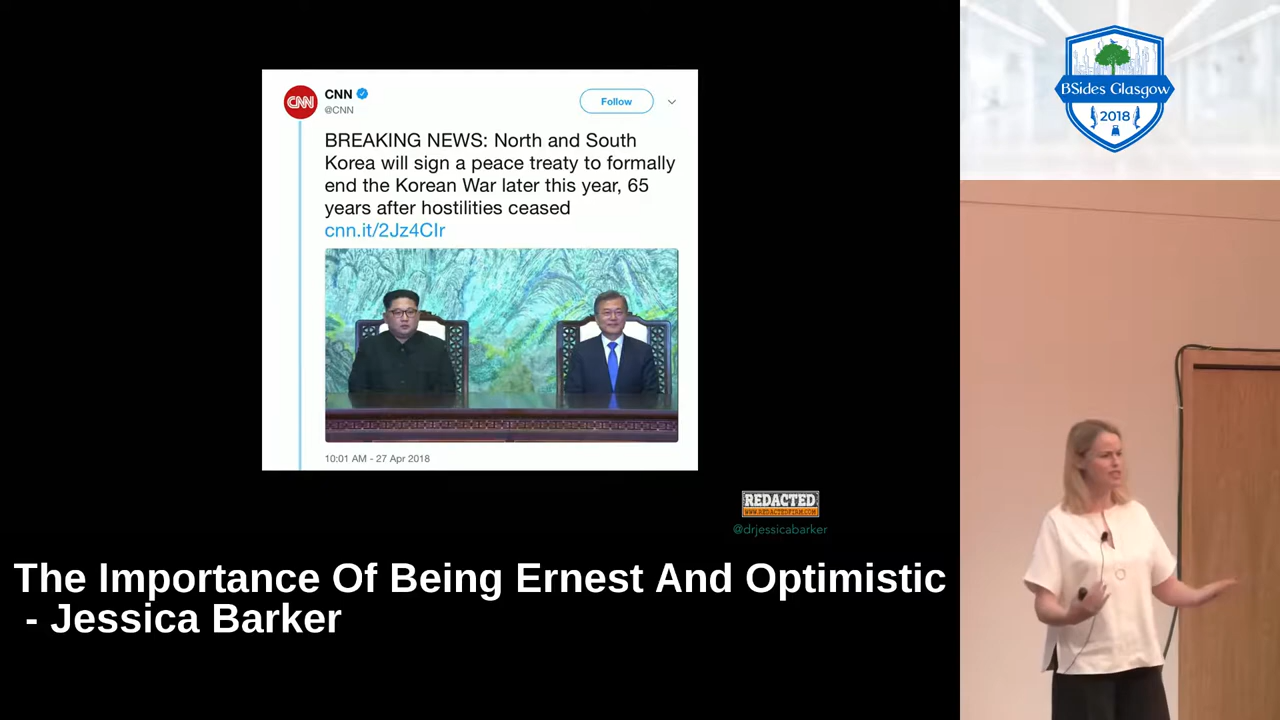 CNN
CNN
@CNN
Follow
BREAKING NEWS: North and South
Korea will sign a peace treaty to formally
end the Korean War later this year, 65
years after hostilities ceased
cnn.it/2Jz4CIr
10:01 AM - 27 Apr 2018
REDACTED
@drjessicabarker
The Importance Of Being Ernest And Optimistic
- Jessica Barker
BSides Glasgow
2018